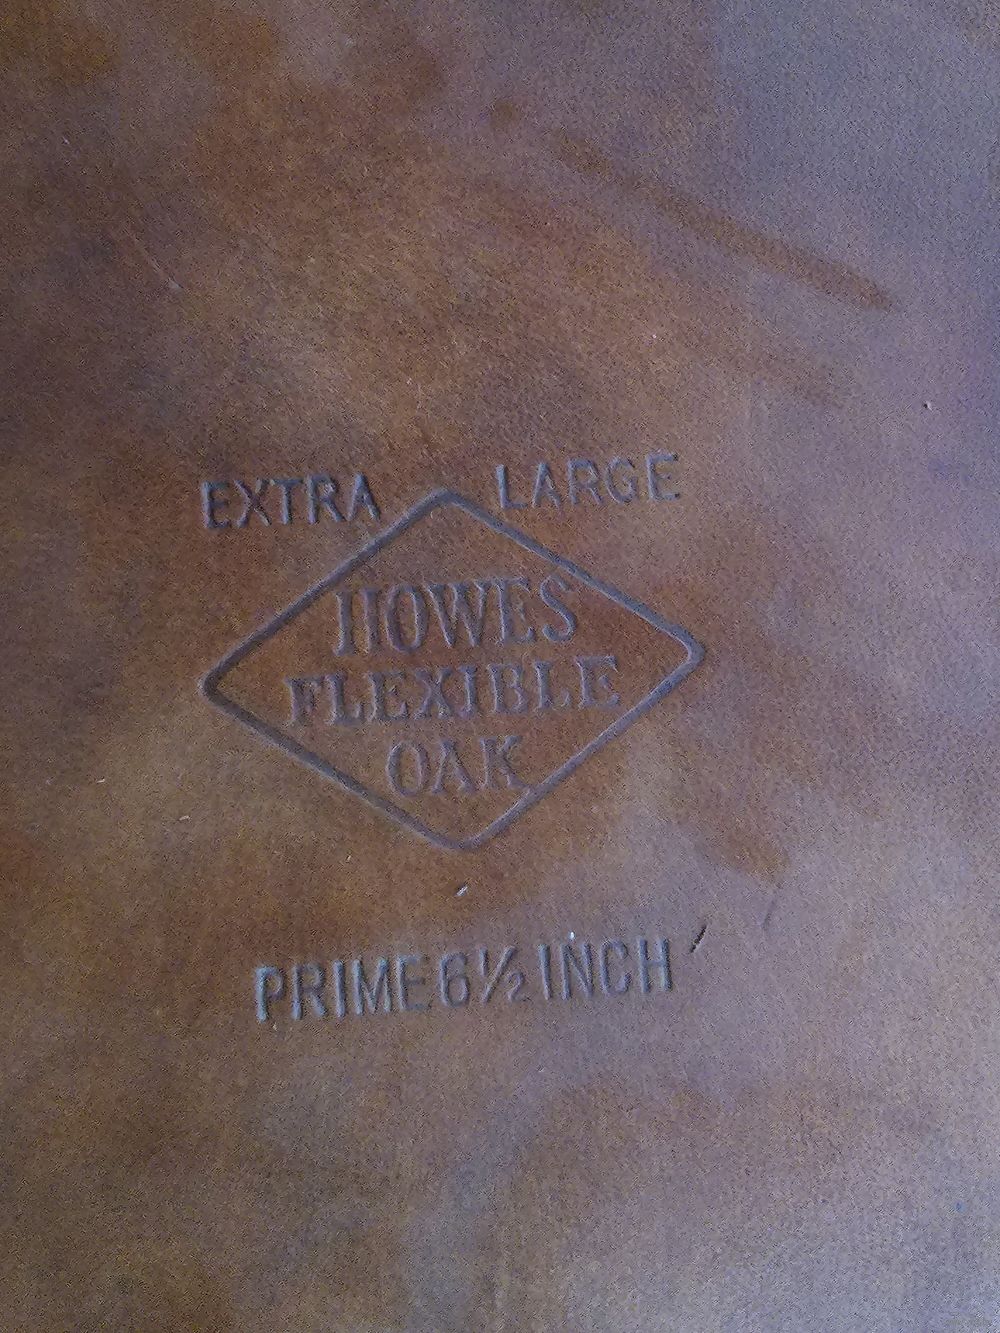 EXTRA LARGE
HOWES
FLEXIBLE
OAK
PRIME 6½ INCH